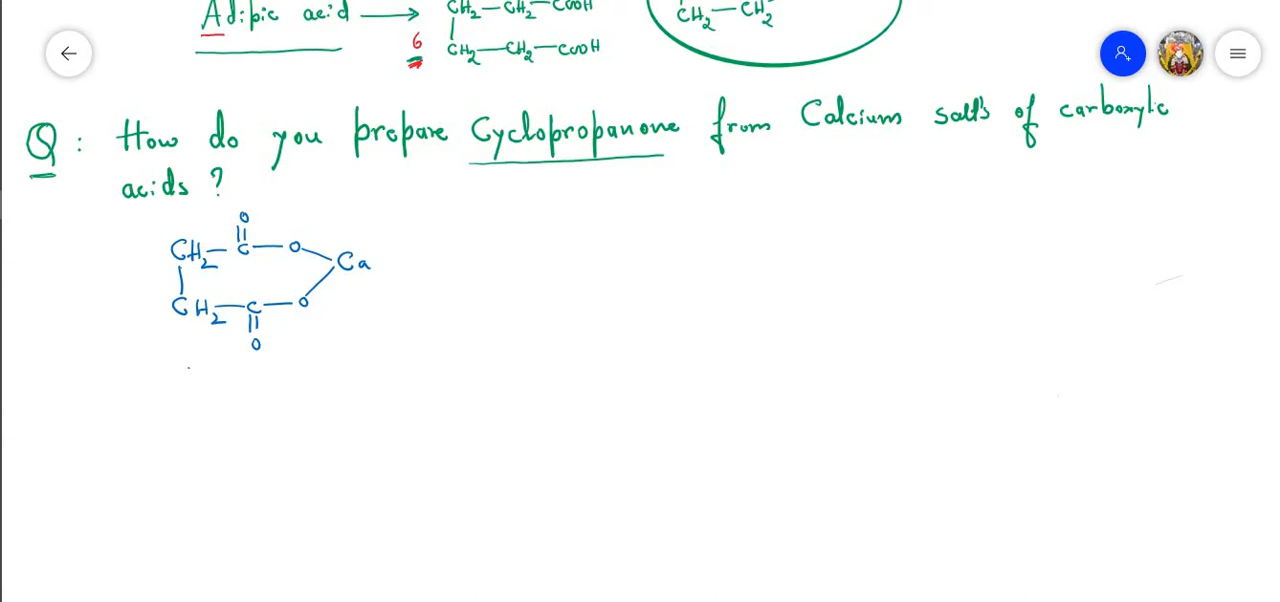 Adipic acid ⟶ CH₂—CH₂—COOH
6 CH₂—CH₂—COOH
CH₂—CH₂
Q : How do you prepare Cyclopropanone from Calcium salt's of carboxylic
acids ?
O
||
CH₂—C—O
Ca
CH₂—C—O
||
O